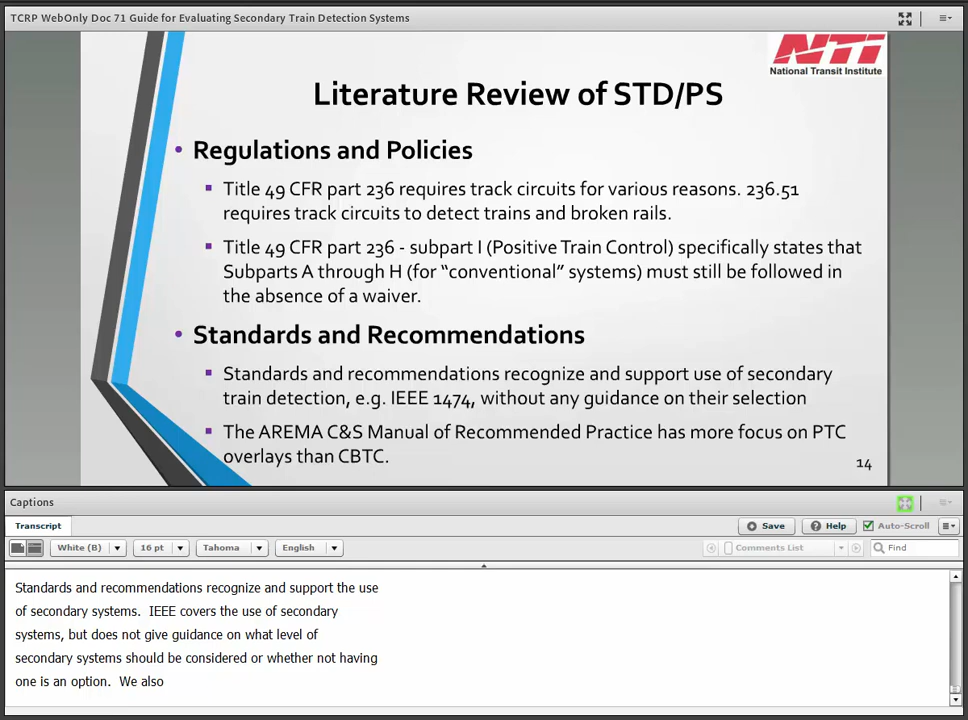 TCRP WebOnly Doc 71 Guide for Evaluating Secondary Train Detection Systems
NTI
National Transit Institute
Literature Review of STD/PS
• Regulations and Policies
▪ Title 49 CFR part 236 requires track circuits for various reasons. 236.51
requires track circuits to detect trains and broken rails.
▪ Title 49 CFR part 236 - subpart I (Positive Train Control) specifically states that
Subparts A through H (for “conventional” systems) must still be followed in
the absence of a waiver.
• Standards and Recommendations
▪ Standards and recommendations recognize and support use of secondary
train detection, e.g. IEEE 1474, without any guidance on their selection
▪ The AREMA C&S Manual of Recommended Practice has more focus on PTC
overlays than CBTC.
14
Captions
Transcript
Save
Help
Auto-Scroll
White (B)
16 pt
Tahoma
English
Comments List
Find
Standards and recommendations recognize and support the use
of secondary systems.  IEEE covers the use of secondary
systems, but does not give guidance on what level of
secondary systems should be considered or whether not having
one is an option.  We also